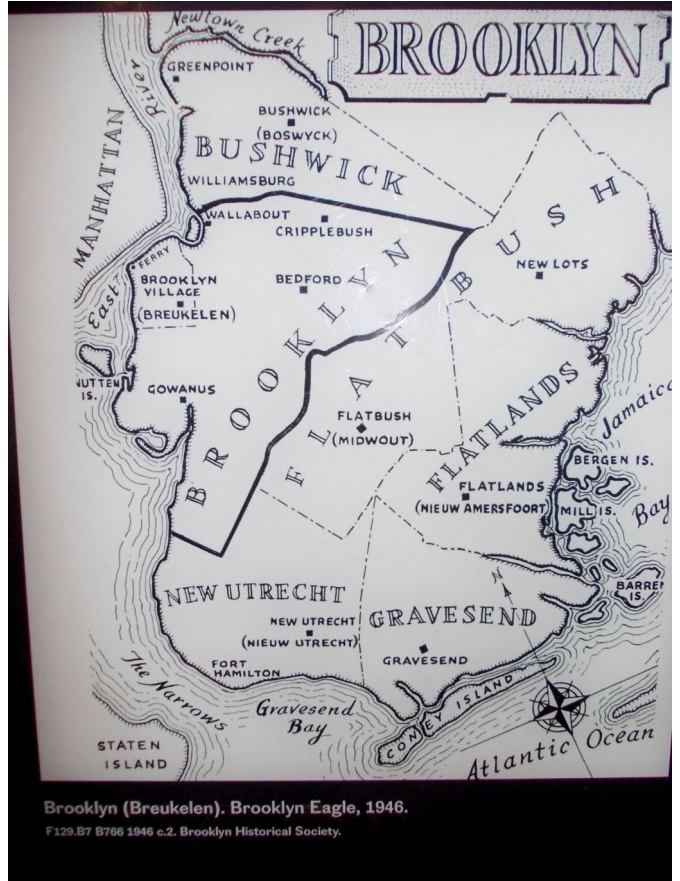 BROOKLYN
Newtown Creek
GREENPOINT
River
MANHATTAN
BUSHWICK
(BOSWYCK)
BUSHWICK
WILLIAMSBURG
WALLABOUT
CRIPPLEBUSH
FERRY
East
BROOKLYN
VILLAGE
(BREUKELEN)
BEDFORD
NEW LOTS
BROOKLYN
FLATBUSH
NUTTEN
IS.
GOWANUS
FLATBUSH
(MIDWOUT)
FLATLANDS
FLATLANDS
(NIEUW AMERSFOORT)
Jamaica
Bay
BERGEN IS.
MILL IS.
BARREN
IS.
NEW UTRECHT
NEW UTRECHT
(NIEUW UTRECHT)
GRAVESEND
GRAVESEND
N
FORT
HAMILTON
The Narrows
Gravesend
Bay
CONEY ISLAND
STATEN
ISLAND
Atlantic Ocean
Brooklyn (Breukelen). Brooklyn Eagle, 1946.
F129.B7 B766 1946 c.2. Brooklyn Historical Society.